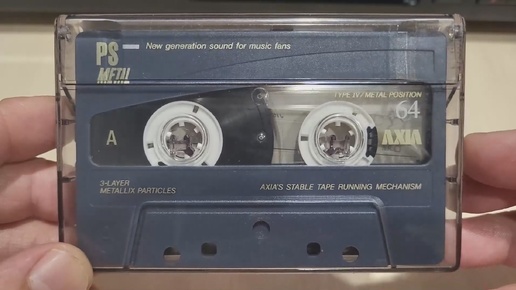 PS
New generation sound for music fans
METAL
TYPE IV/METAL POSITION
64
A
AXIA
3-LAYER
METALLIX PARTICLES
AXIA'S STABLE TAPE RUNNING MECHANISM